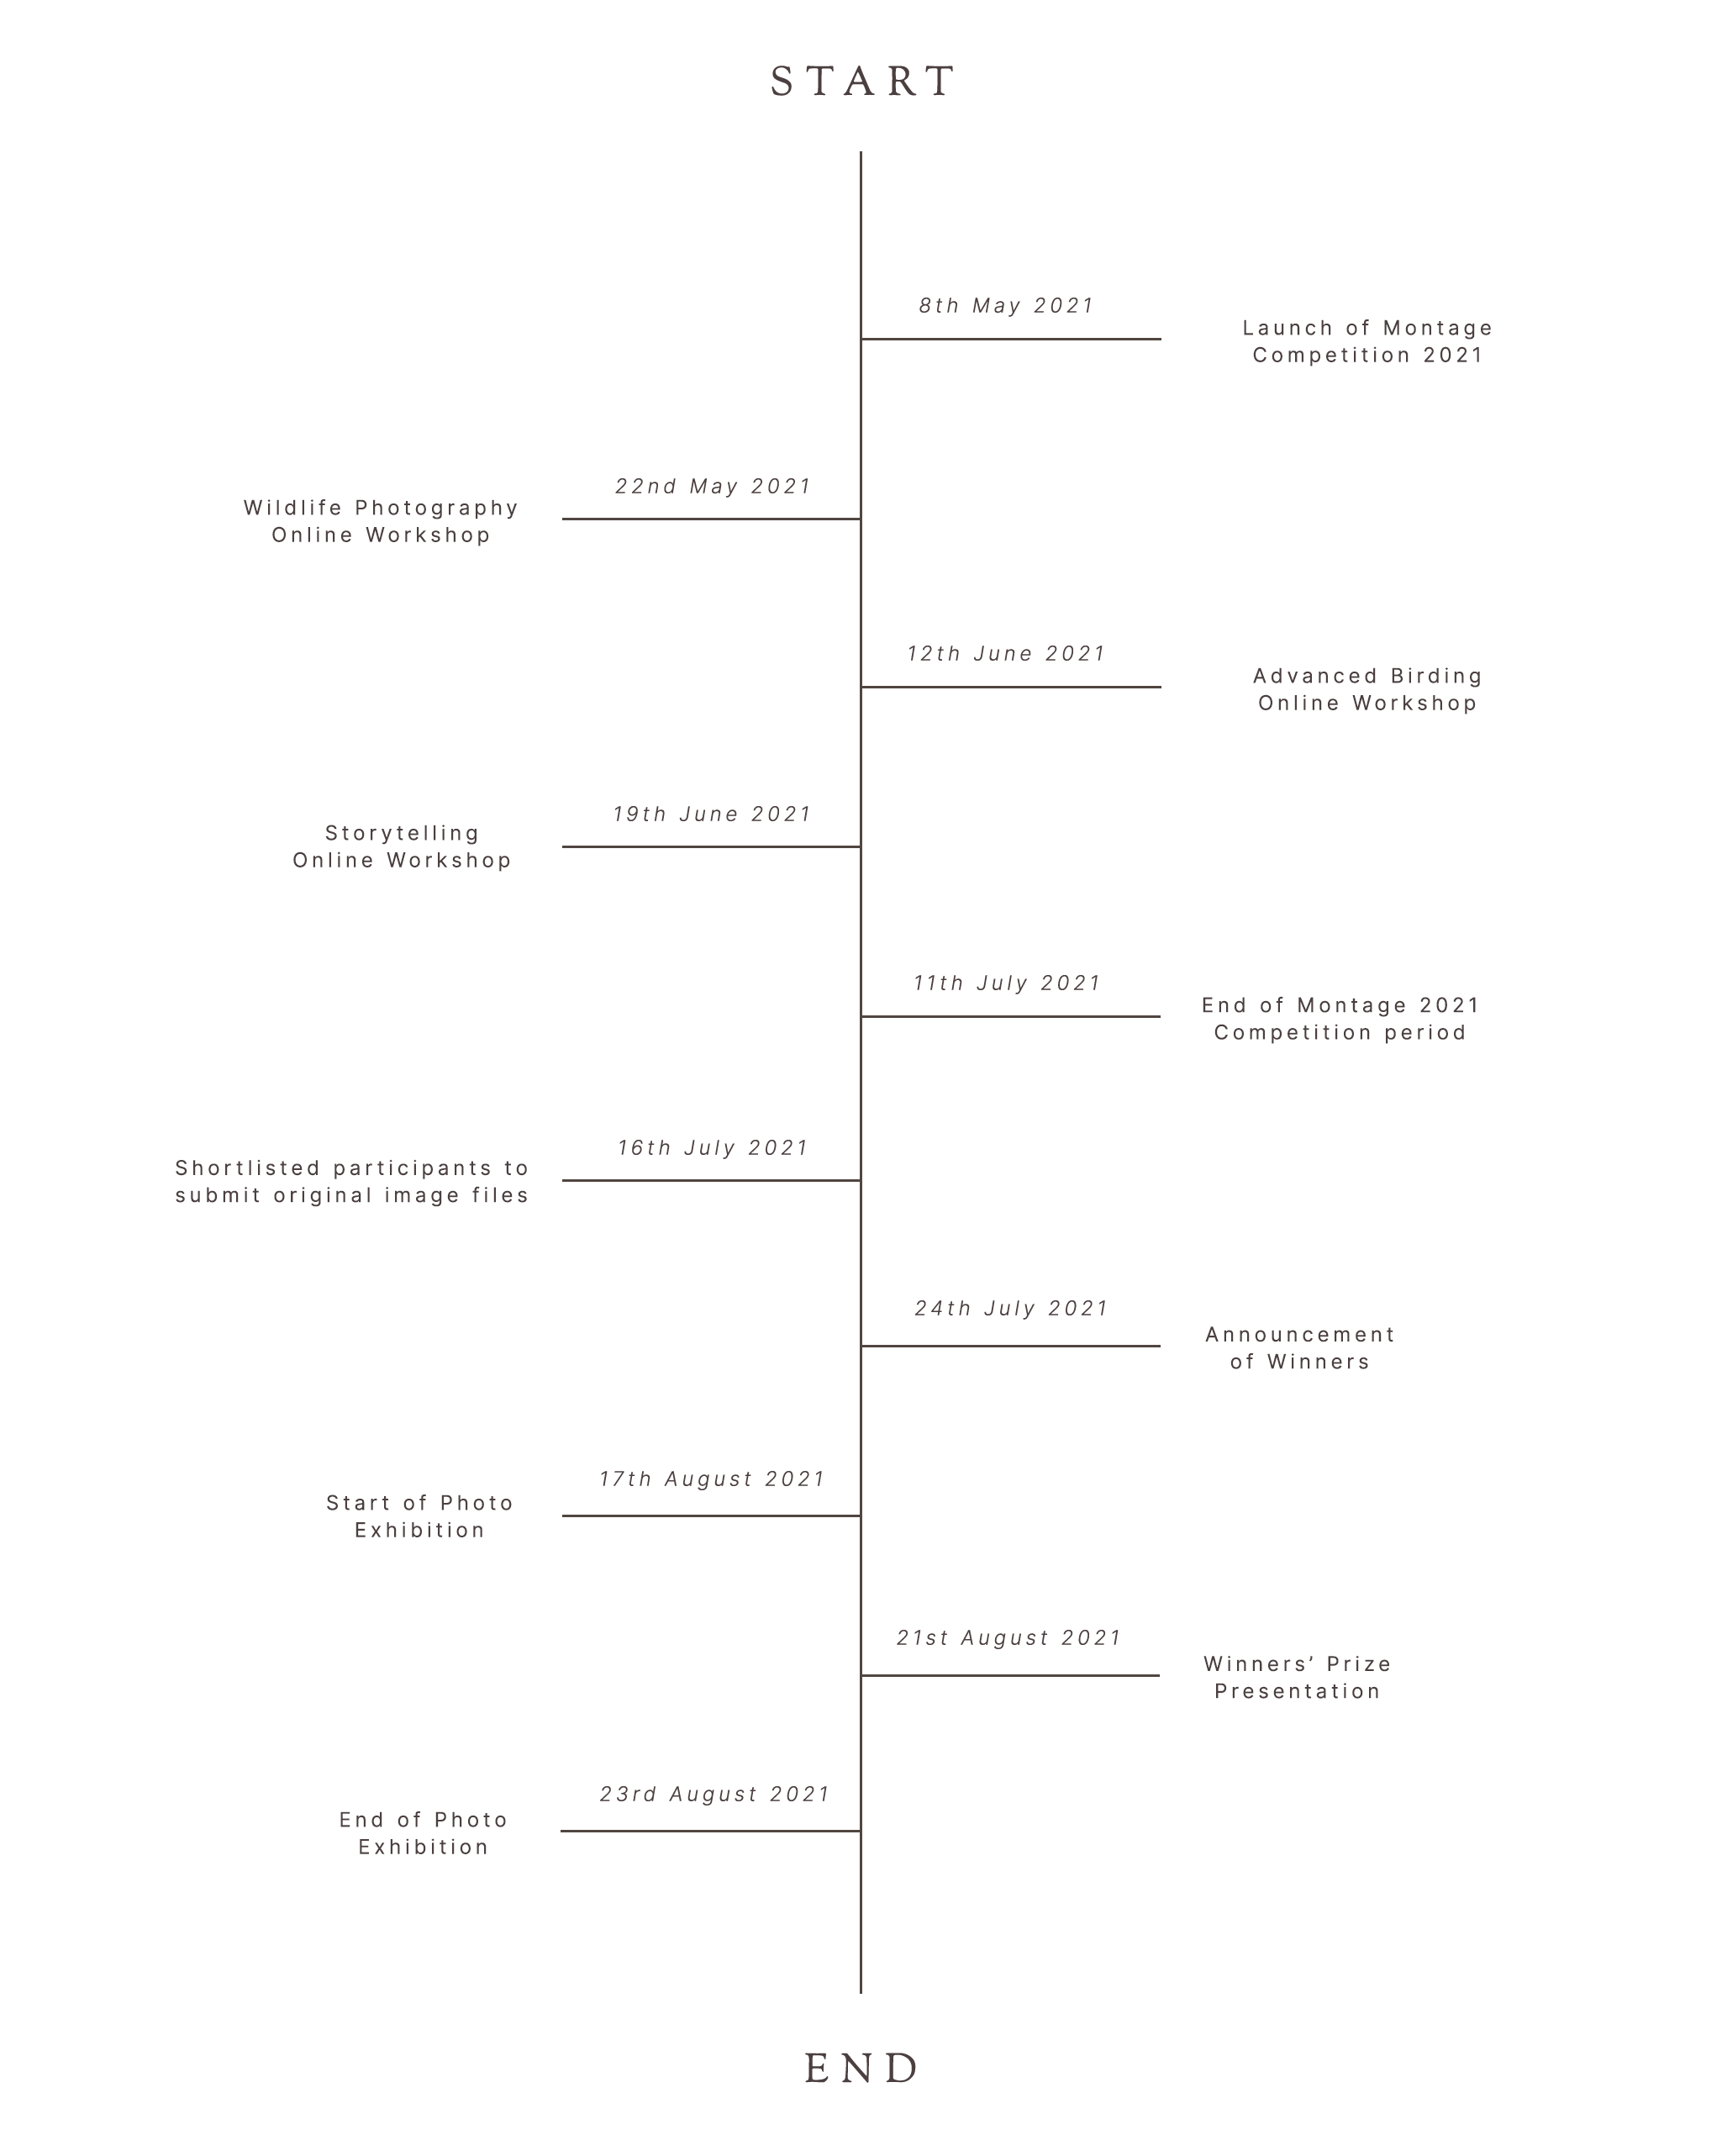 START
8th May 2021
Launch of Montage
Competition 2021
22nd May 2021
Wildlife Photography
Online Workshop
12th June 2021
Advanced Birding
Online Workshop
19th June 2021
Storytelling
Online Workshop
11th July 2021
End of Montage 2021
Competition period
16th July 2021
Shortlisted participants to
submit original image files
24th July 2021
Announcement
of Winners
17th August 2021
Start of Photo
Exhibition
21st August 2021
Winners’ Prize
Presentation
23rd August 2021
End of Photo
Exhibition
END